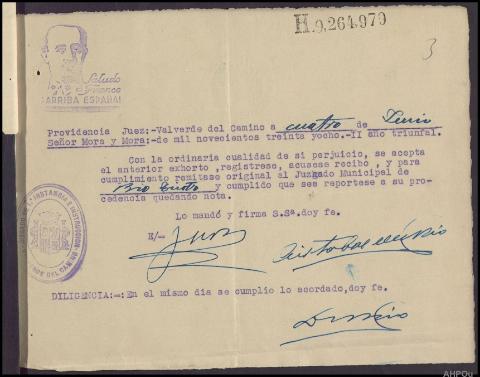 H.9.264,979
3
Saludo
a Franco
¡ARRIBA ESPAÑA!
Providencia Juez:-Valverde del Camino a cuatro de Junio
Señor Mora y Mora:-de mil novecientos treinta yocho.-II año triunfal.
Con la ordinaria cualidad de si perjuicio, se acepta
el anterior exhorto, registrese, acusese recibo , y para
cumplimiento remitase original al Juzgado Municipal de
y cumplido que see reportese a su pro-
cedencia quedando nota.
Lo mandó y firma S.Sª.doy fe.
E/—
DILIGENCIA=.:En el mismo dia se cumplio lo acordado,doy fe.
AHPOu